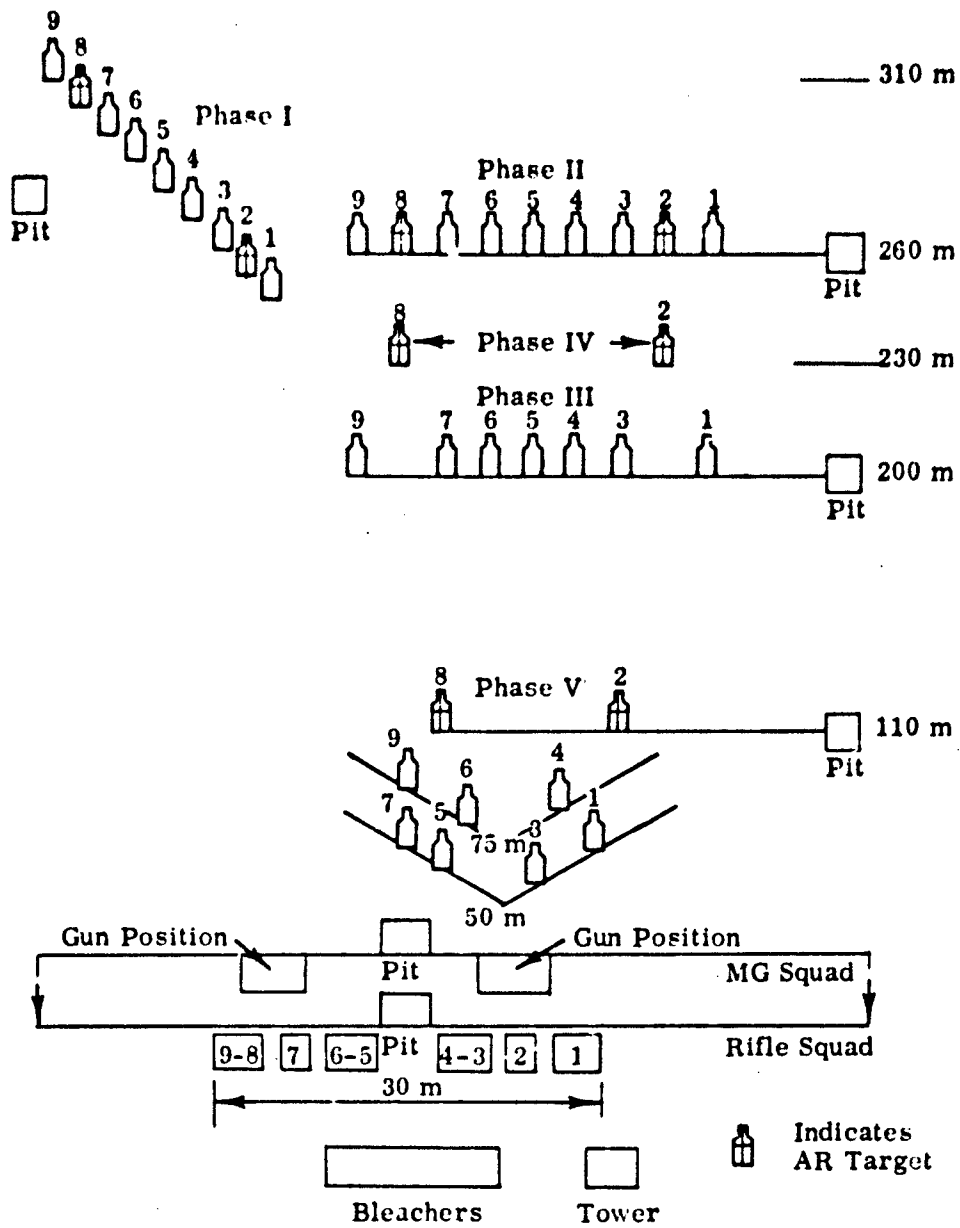 9
8
7
6
5
4
3
2
1
Phase I
310 m
Pit
Phase II
9 8 7 6 5 4 3 2 1
260 m
Pit
8 Phase IV 2
230 m
Phase III
9 7 6 5 4 3 1
200 m
Pit
8 Phase V 2
110 m
Pit
9 6 4
7 5 3 1
75 m
50 m
Gun Position Gun Position
Pit
MG Squad
9-8 7 6-5 Pit 4-3 2 1
Rifle Squad
30 m
Indicates
AR Target
Bleachers Tower